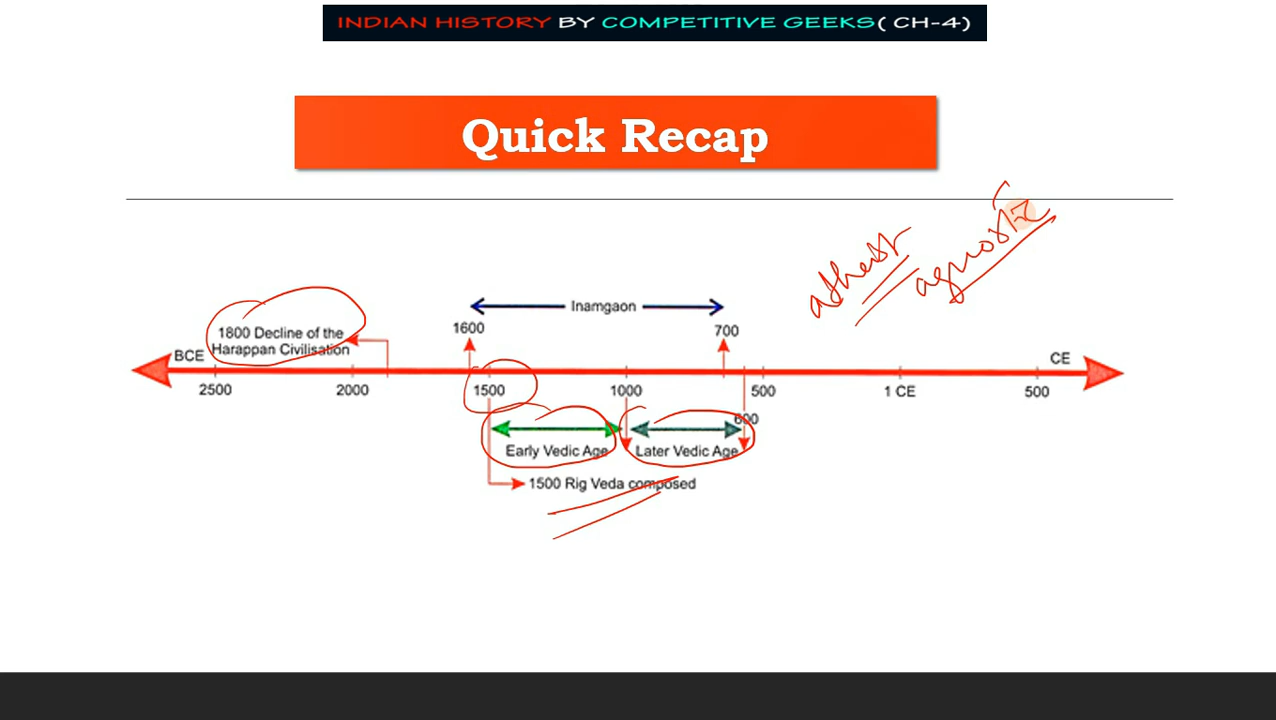 INDIAN HISTORY BY COMPETITIVE GEEKS( CH-4)
Quick Recap
atheist
agnostic
Inamgaon
1600
700
1800 Decline of the
Harappan Civilisation
BCE
CE
2500
2000
1500
1000
500
1 CE
500
600
Early Vedic Age
Later Vedic Age
1500 Rig Veda composed